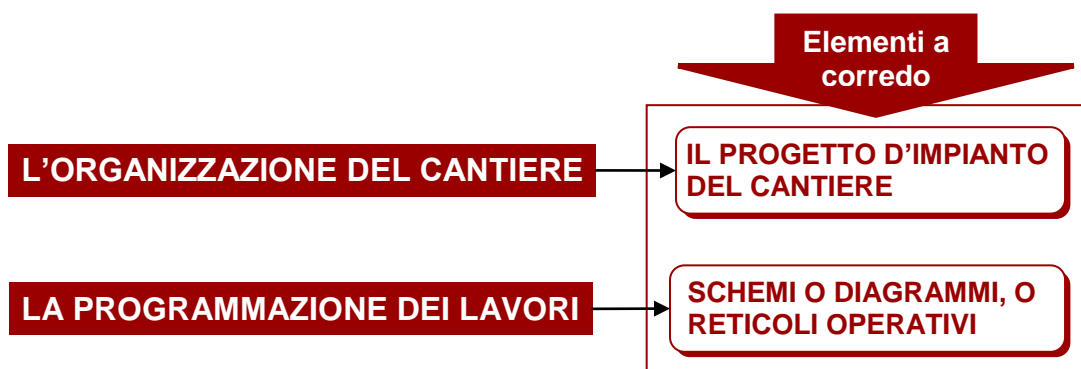 Elementi a
corredo
L’ORGANIZZAZIONE DEL CANTIERE
IL PROGETTO D’IMPIANTO
DEL CANTIERE
LA PROGRAMMAZIONE DEI LAVORI
SCHEMI O DIAGRAMMI, O
RETICOLI OPERATIVI